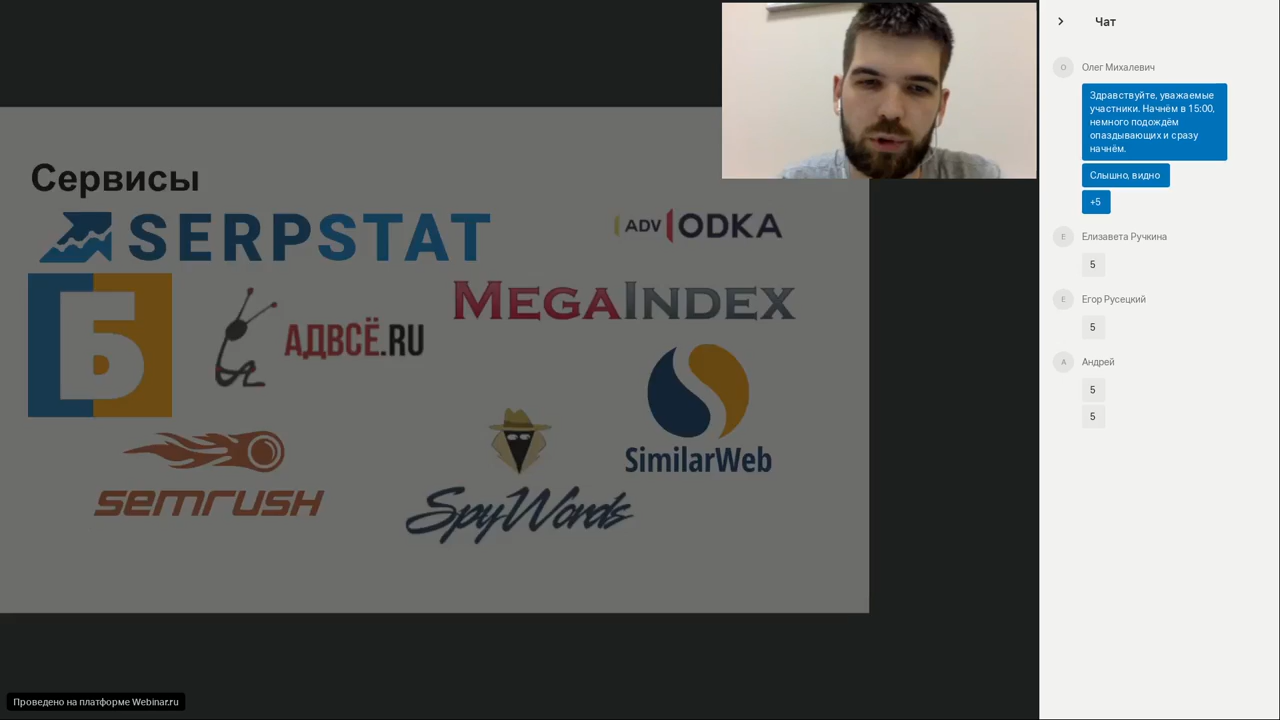 Сервисы
SERPSTAT
ADV|ODKA
Б
АДВСЁ.RU
MEGAINDEX
SimilarWeb
semrush
SpyWords
Проведено на платформе Webinar.ru
Чат
О
Олег Михалевич
Здравствуйте, уважаемые
участники. Начнём в 15:00,
немного подождём
опаздывающих и сразу
начнём.
Слышно, видно
+5
Е
Елизавета Ручкина
5
Е
Егор Русецкий
5
А
Андрей
5
5